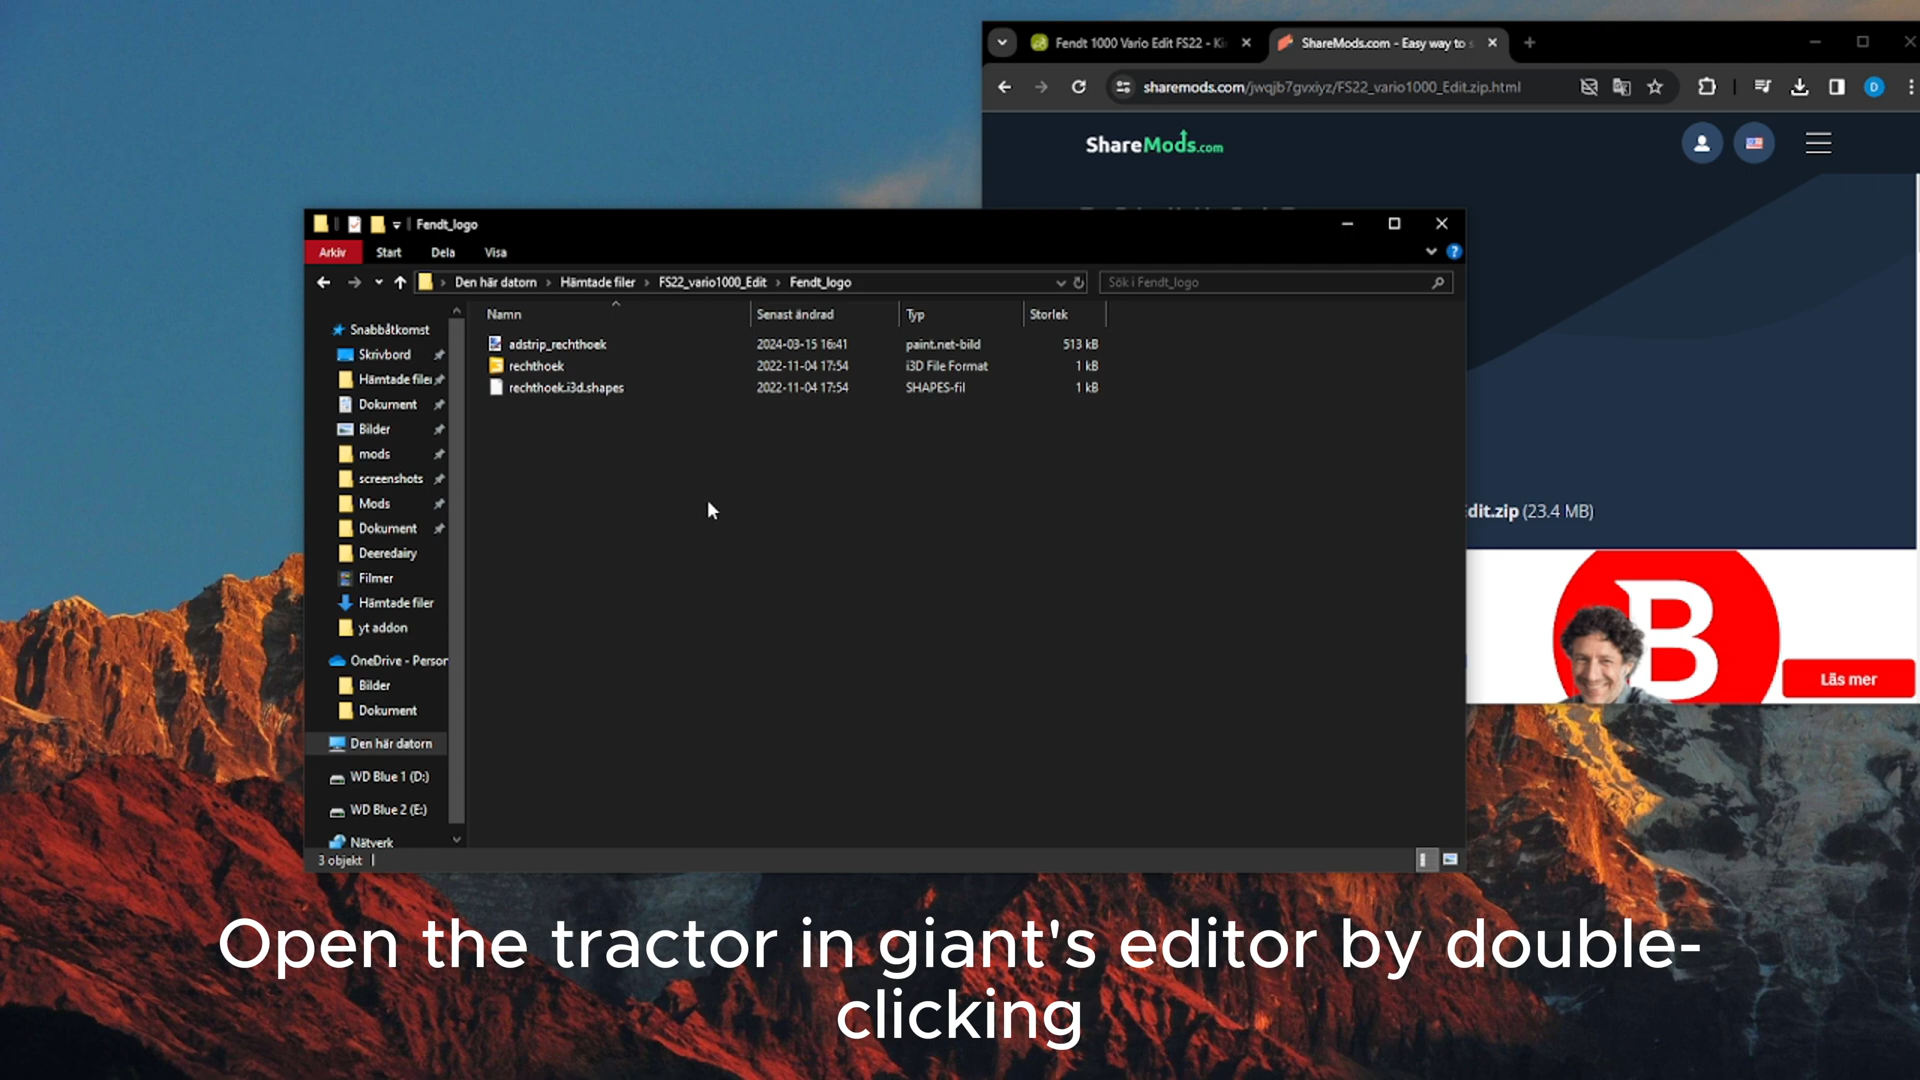 Fendt 1000 Vario Edit FS22 - Ki
ShareMods.com - Easy way to s
sharemods.com/jwqjb7gvxiyz/FS22_vario1000_Edit.zip.html
D
ShareMods.com
Fendt_logo
Arkiv Start Dela Visa
Den här datorn > Hämtade filer > FS22_vario1000_Edit > Fendt_logo
Sök i Fendt_logo
Namn Senast ändrad Typ Storlek
adstrip_rechthoek 2024-03-15 16:41 paint.net-bild 513 kB
rechthoek 2022-11-04 17:54 i3D File Format 1 kB
rechthoek.i3d.shapes 2022-11-04 17:54 SHAPES-fil 1 kB
Snabbåtkomst
Skrivbord
Hämtade filer
Dokument
Bilder
mods
screenshots
Mods
Dokument
Deeredairy
Filmer
Hämtade filer
yt addon
OneDrive - Person
Bilder
Dokument
Den här datorn
WD Blue 1 (D:)
WD Blue 2 (E:)
Nätverk
3 objekt
dit.zip (23.4 MB)
B
Läs mer
Open the tractor in giant's editor by double-
clicking